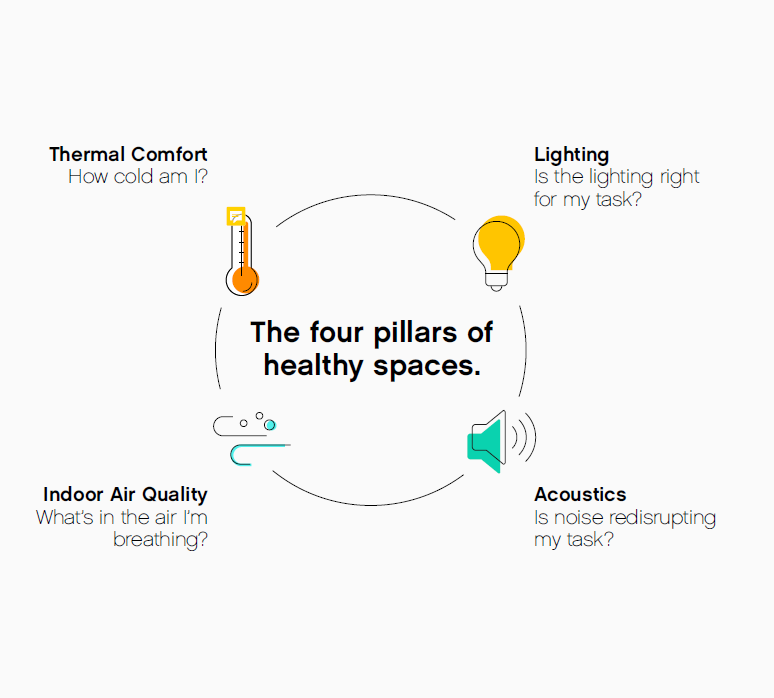 Thermal Comfort
How cold am I?
Lighting
Is the lighting right
for my task?
The four pillars of
healthy spaces.
Indoor Air Quality
What's in the air I'm
breathing?
Acoustics
Is noise redisrupting
my task?